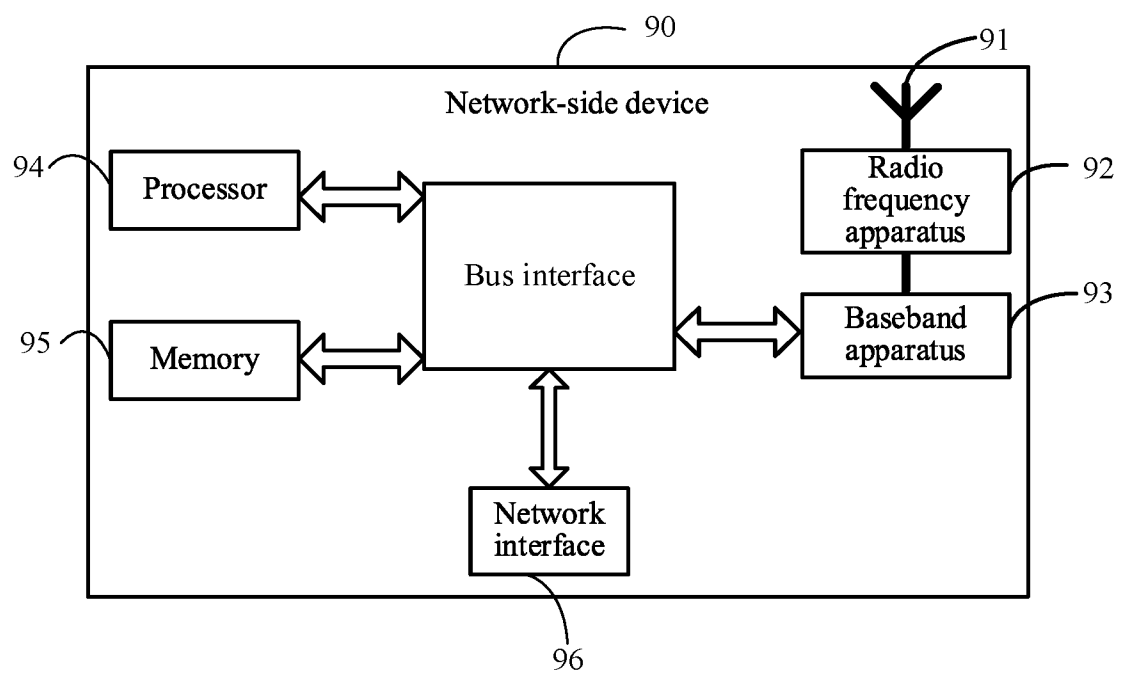 90
91
Network-side device
94
Processor
Radio
frequency
apparatus
92
Bus interface
93
Baseband
apparatus
95
Memory
Network
interface
96